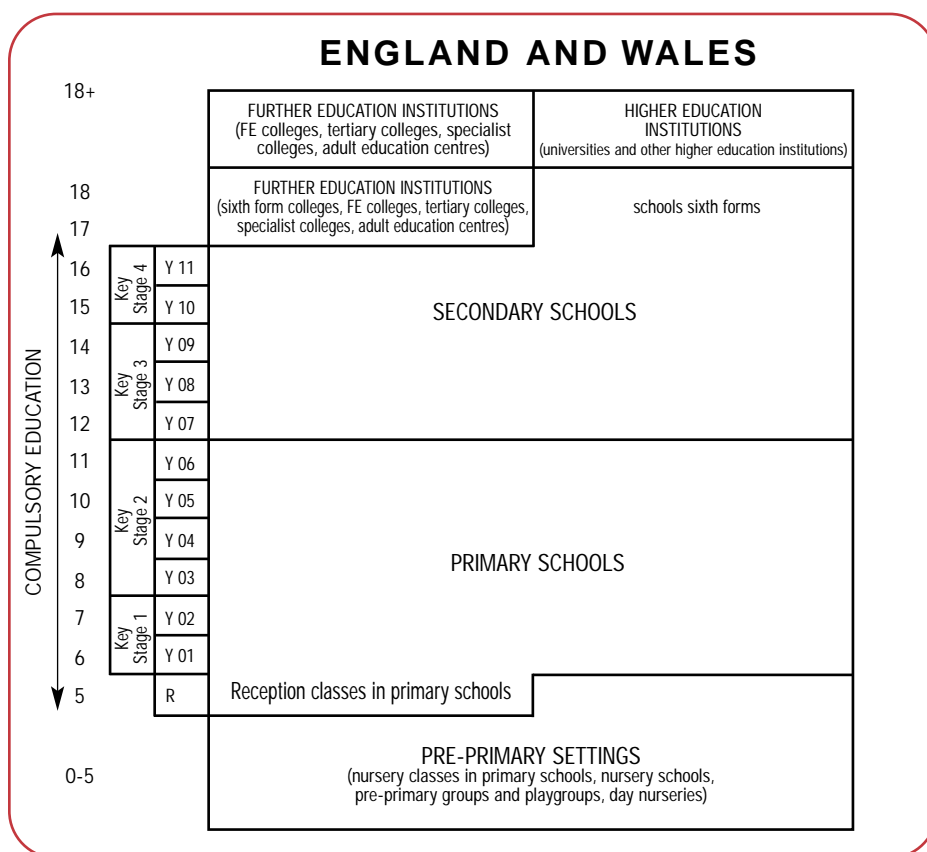 ENGLAND AND WALES
18+
FURTHER EDUCATION INSTITUTIONS
(FE colleges, tertiary colleges, specialist
colleges, adult education centres)
HIGHER EDUCATION
INSTITUTIONS
(universities and other higher education institutions)
18
17
FURTHER EDUCATION INSTITUTIONS
(sixth form colleges, FE colleges, tertiary colleges,
specialist colleges, adult education centres)
schools sixth forms
COMPULSORY EDUCATION
16
Key
Stage 4
Y 11
15
Y 10
SECONDARY SCHOOLS
14
Key
Stage 3
Y 09
13
Y 08
12
Y 07
11
Key
Stage 2
Y 06
10
Y 05
9
Y 04
8
Y 03
PRIMARY SCHOOLS
7
Key
Stage 1
Y 02
6
Y 01
5
R
Reception classes in primary schools
0-5
PRE-PRIMARY SETTINGS
(nursery classes in primary schools, nursery schools,
pre-primary groups and playgroups, day nurseries)